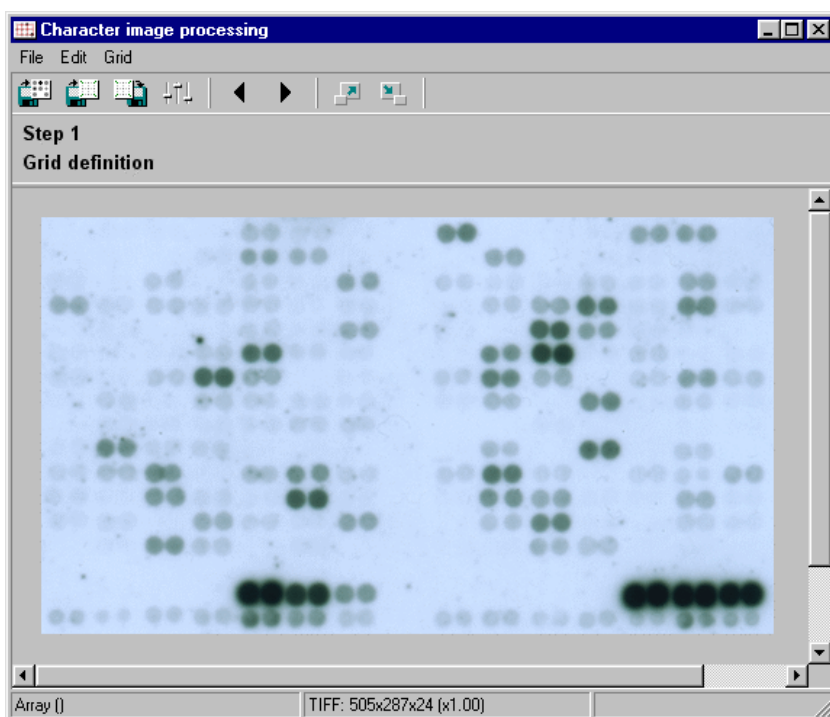 Character image processing
File Edit Grid
Step 1
Grid definition
Array () TIFF: 505x287x24 (x1.00)